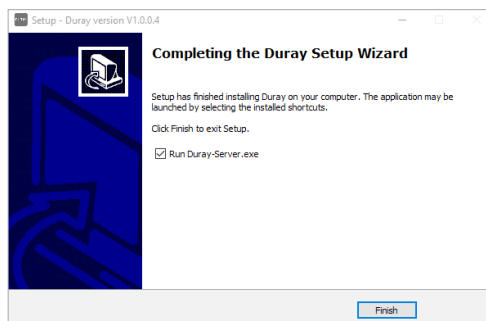 Setup - Duray version V1.0.0.4
Completing the Duray Setup Wizard
Setup has finished installing Duray on your computer. The application may be
launched by selecting the installed shortcuts.
Click Finish to exit Setup.
Run Duray-Server.exe
Finish